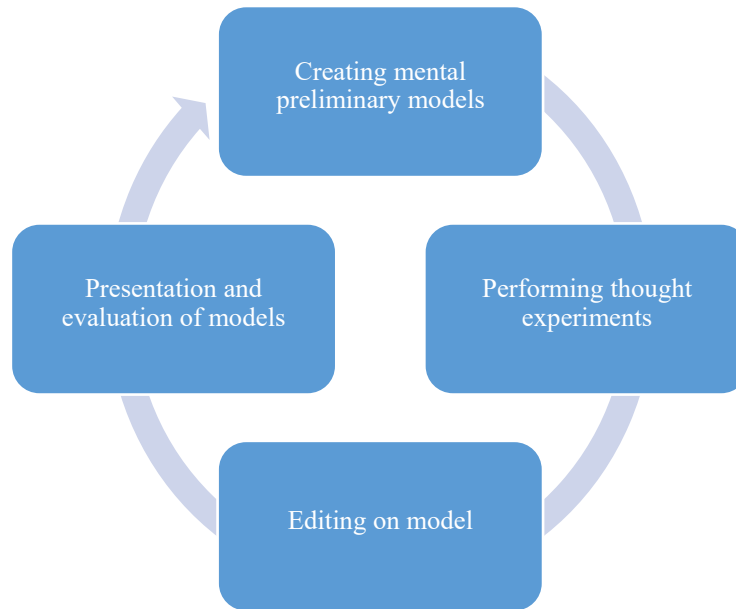 Creating mental
preliminary models
Performing thought
experiments
Editing on model
Presentation and
evaluation of models